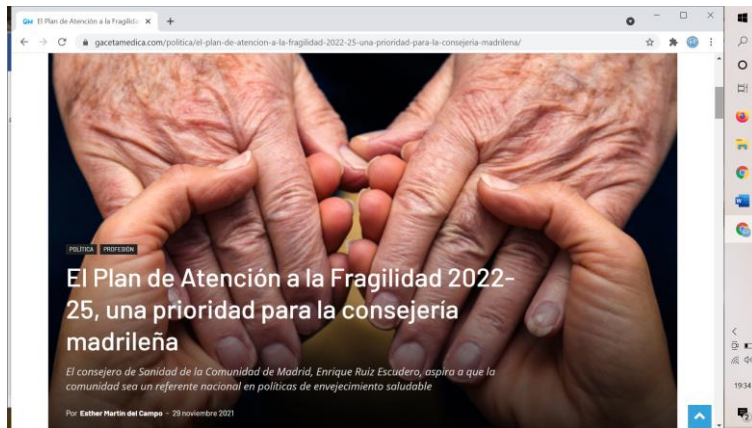 GM El Plan de Atención a la Fragilid
gacetamedica.com/politica/el-plan-de-atencion-a-la-fragilidad-2022-25-una-prioridad-para-la-consejeria-madrilena/
POLÍTICA PROFESIÓN
El Plan de Atención a la Fragilidad 2022-
25, una prioridad para la consejería
madrileña
El consejero de Sanidad de la Comunidad de Madrid, Enrique Ruiz Escudero, aspira a que la
comunidad sea un referente nacional en políticas de envejecimiento saludable
Por Esther Martín del Campo - 29 noviembre 2021
19:34
2